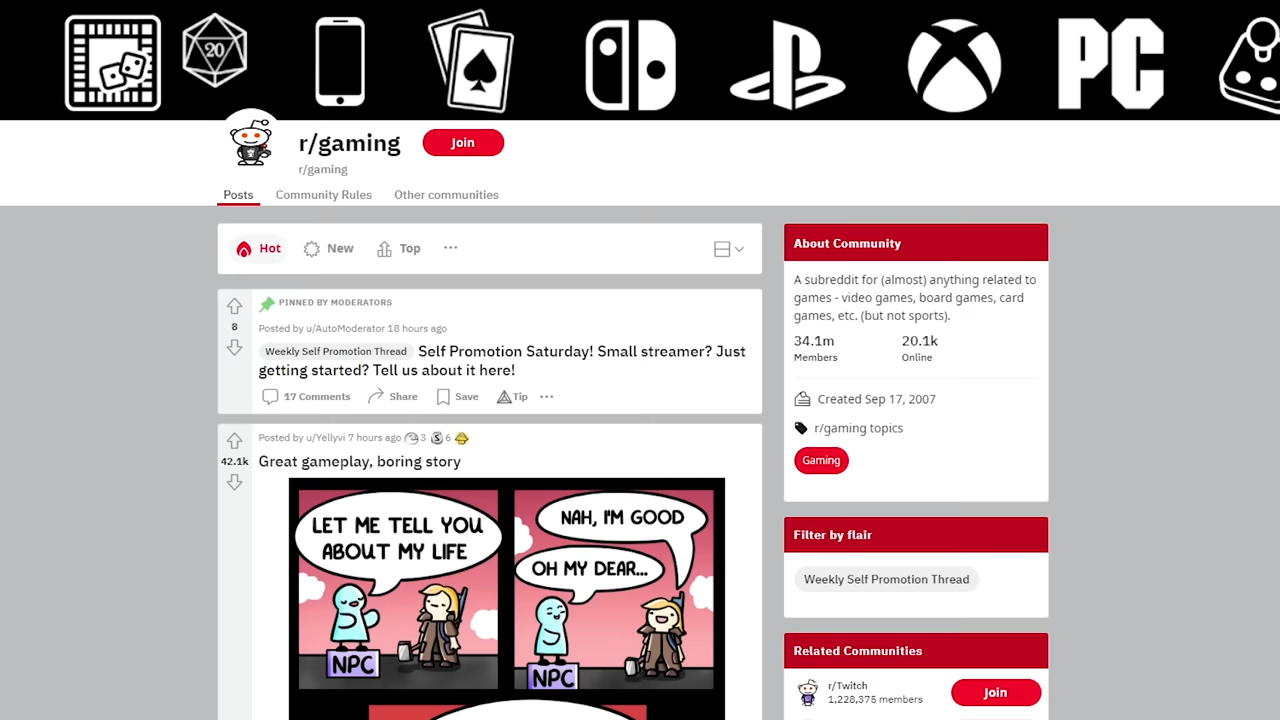 20
PC
r/gaming
Join
r/gaming
Posts
Community Rules
Other communities
Hot
New
Top
PINNED BY MODERATORS
8
Posted by u/AutoModerator 18 hours ago
Weekly Self Promotion Thread Self Promotion Saturday! Small streamer? Just
getting started? Tell us about it here!
17 Comments
Share
Save
Tip
Posted by u/Yellyvi 7 hours ago 3 S 6
42.1k
Great gameplay, boring story
LET ME TELL YOU
ABOUT MY LIFE
NPC
NAH, I'M GOOD
OH MY DEAR...
NPC
About Community
A subreddit for (almost) anything related to
games - video games, board games, card
games, etc. (but not sports).
34.1m
20.1k
Members
Online
Created Sep 17, 2007
r/gaming topics
Gaming
Filter by flair
Weekly Self Promotion Thread
Related Communities
r/Twitch
1,228,375 members
Join